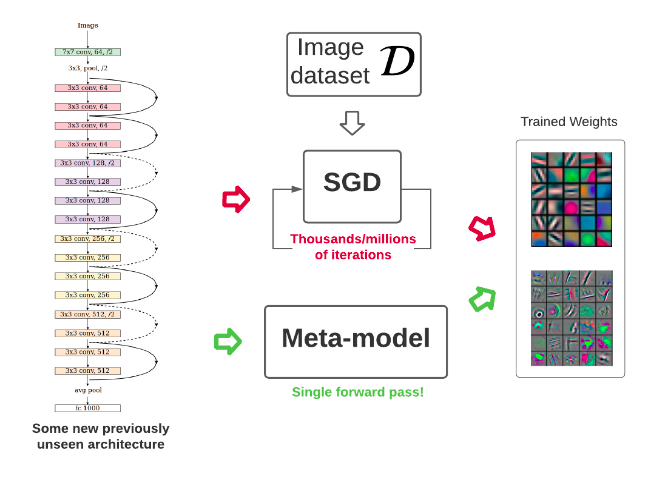 Image
7x7 conv, 64, /2
3x3, pool, /2
3x3 conv, 64
3x3 conv, 64
3x3 conv, 64
3x3 conv, 64
3x3 conv, 128, /2
3x3 conv, 128
3x3 conv, 128
3x3 conv, 128
3x3 conv, 256, /2
3x3 conv, 256
3x3 conv, 256
3x3 conv, 256
3x3 conv, 512, /2
3x3 conv, 512
3x3 conv, 512
3x3 conv, 512
avg pool
fc 1000
Some new previously
unseen architecture
Image
dataset 𝒟
SGD
Thousands/millions
of iterations
Meta-model
Single forward pass!
Trained Weights